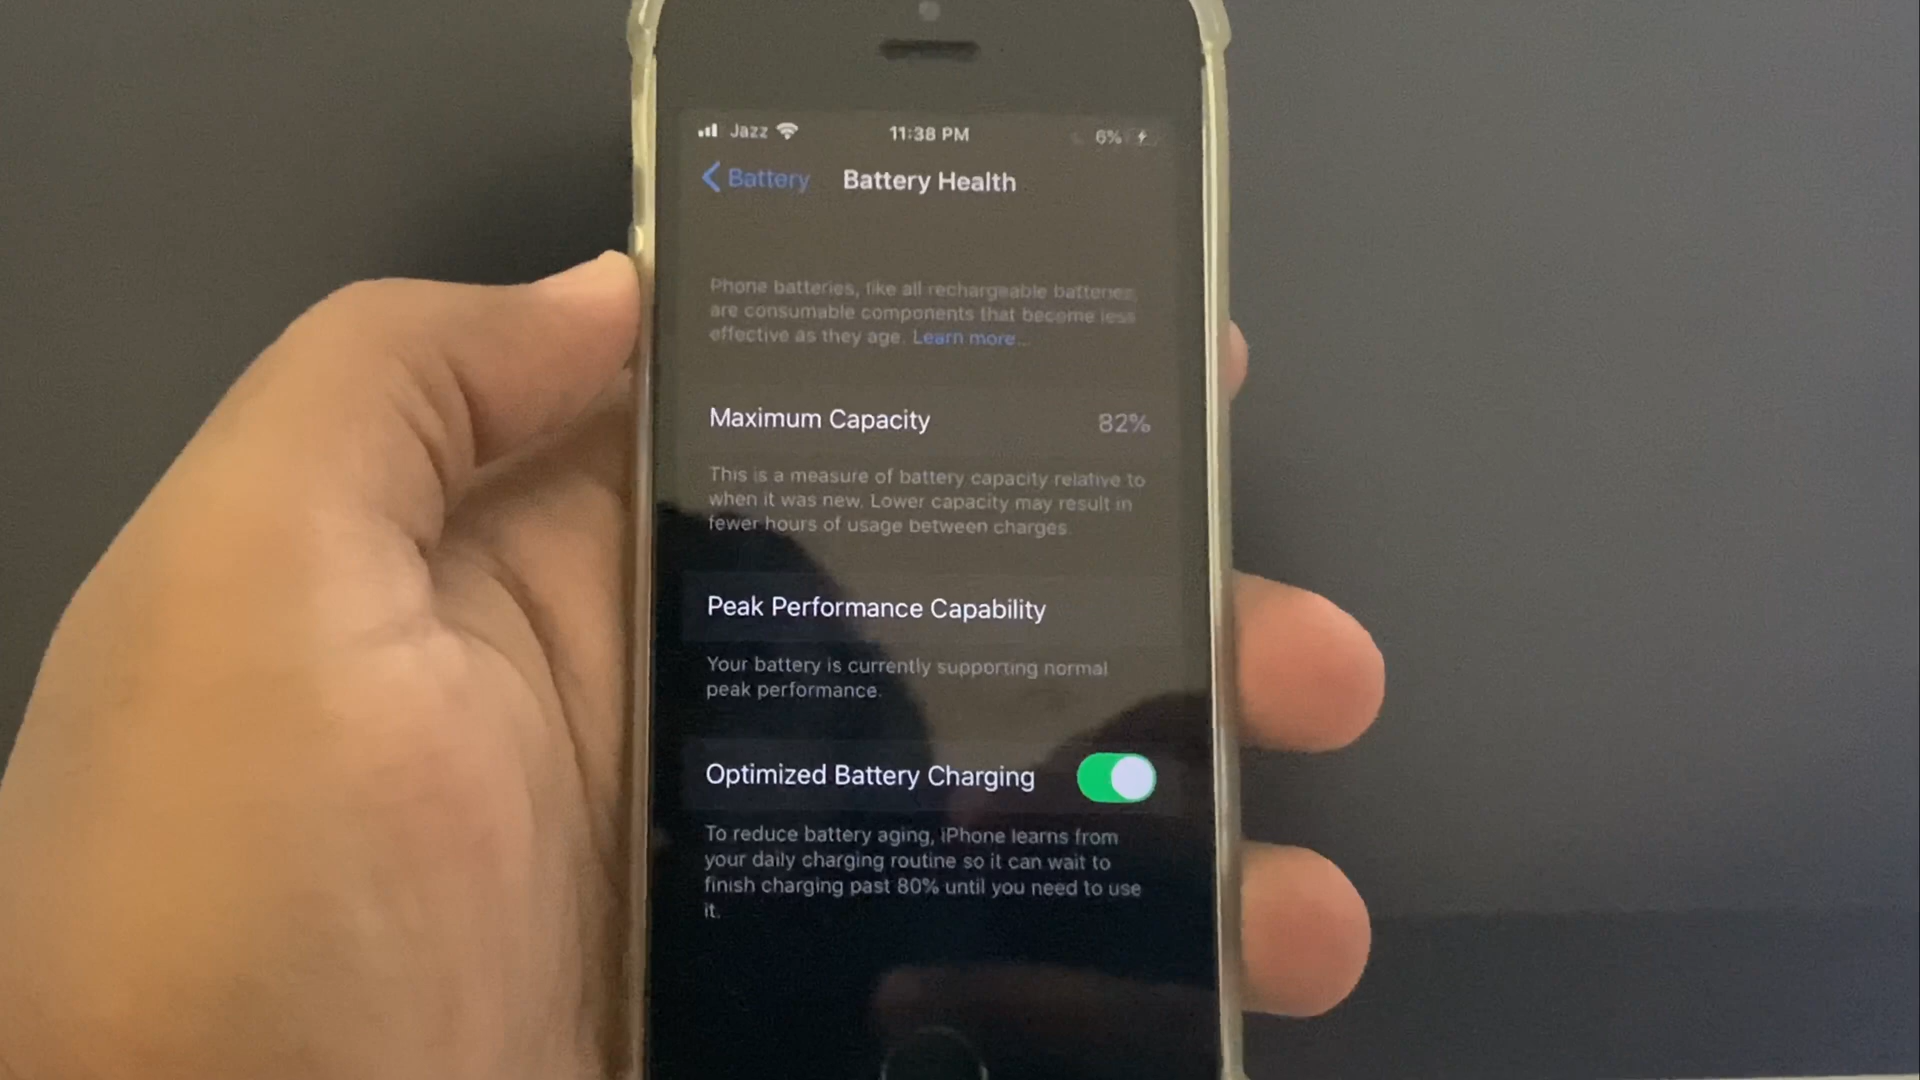 Jazz 11:38 PM 6%
Battery Battery Health
Phone batteries, like all rechargeable batteries,
are consumable components that become less
effective as they age. Learn more...
Maximum Capacity 82%
This is a measure of battery capacity relative to
when it was new. Lower capacity may result in
fewer hours of usage between charges.
Peak Performance Capability
Your battery is currently supporting normal
peak performance.
Optimized Battery Charging
To reduce battery aging, iPhone learns from
your daily charging routine so it can wait to
finish charging past 80% until you need to use
it.